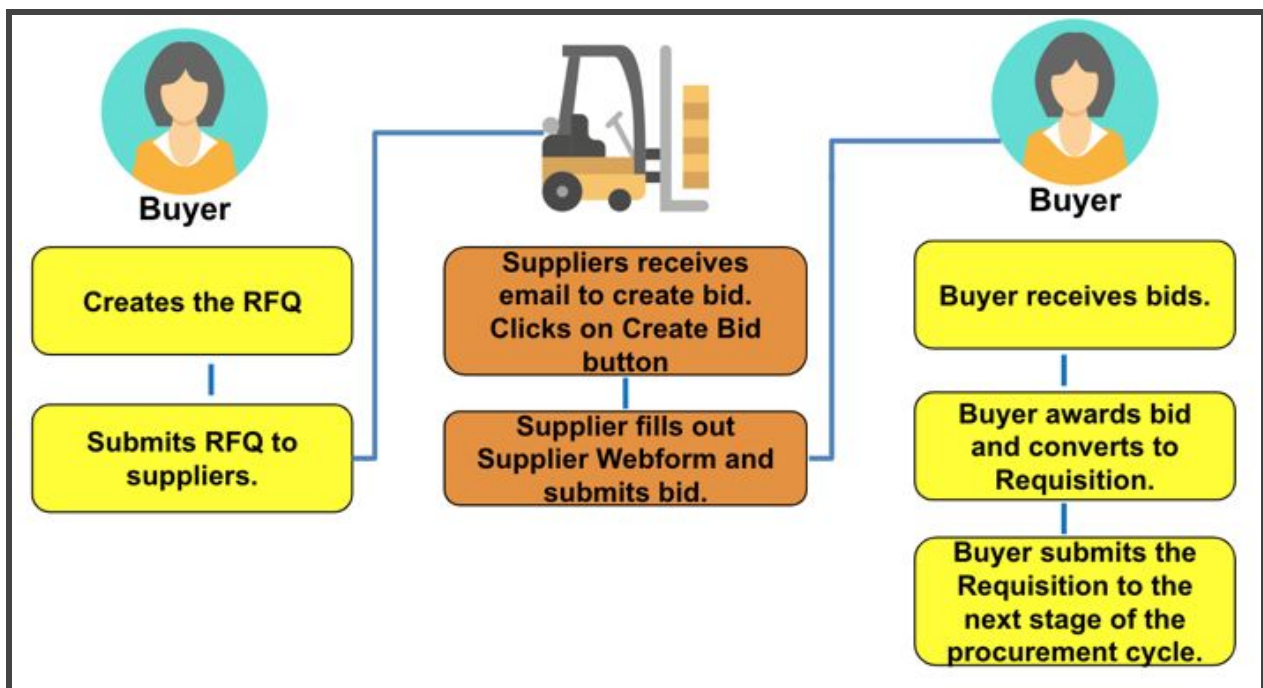 Buyer
Creates the RFQ
Submits RFQ to
suppliers.
Suppliers receives
email to create bid.
Clicks on Create Bid
button
Supplier fills out
Supplier Webform and
submits bid.
Buyer
Buyer receives bids.
Buyer awards bid
and converts to
Requisition.
Buyer submits the
Requisition to the
next stage of the
procurement cycle.